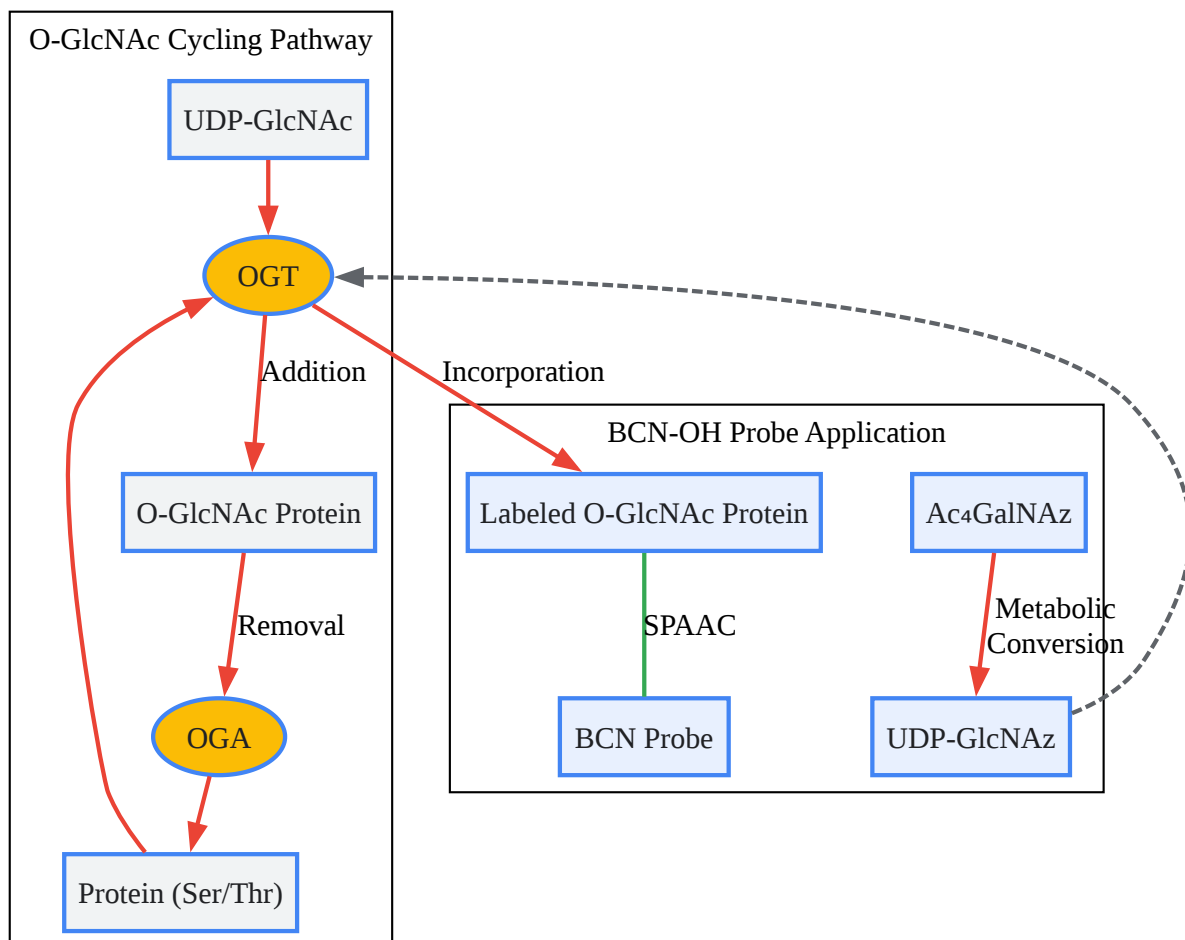 O-GlcNAc Cycling Pathway
UDP-GlcNAc
OGT
Addition
Incorporation
BCN-OH Probe Application
O-GlcNAc Protein
Labeled O-GlcNAc Protein
Ac₄GalNAz
Removal
SPAAC
Metabolic
Conversion
OGA
BCN Probe
UDP-GlcNAz
Protein (Ser/Thr)